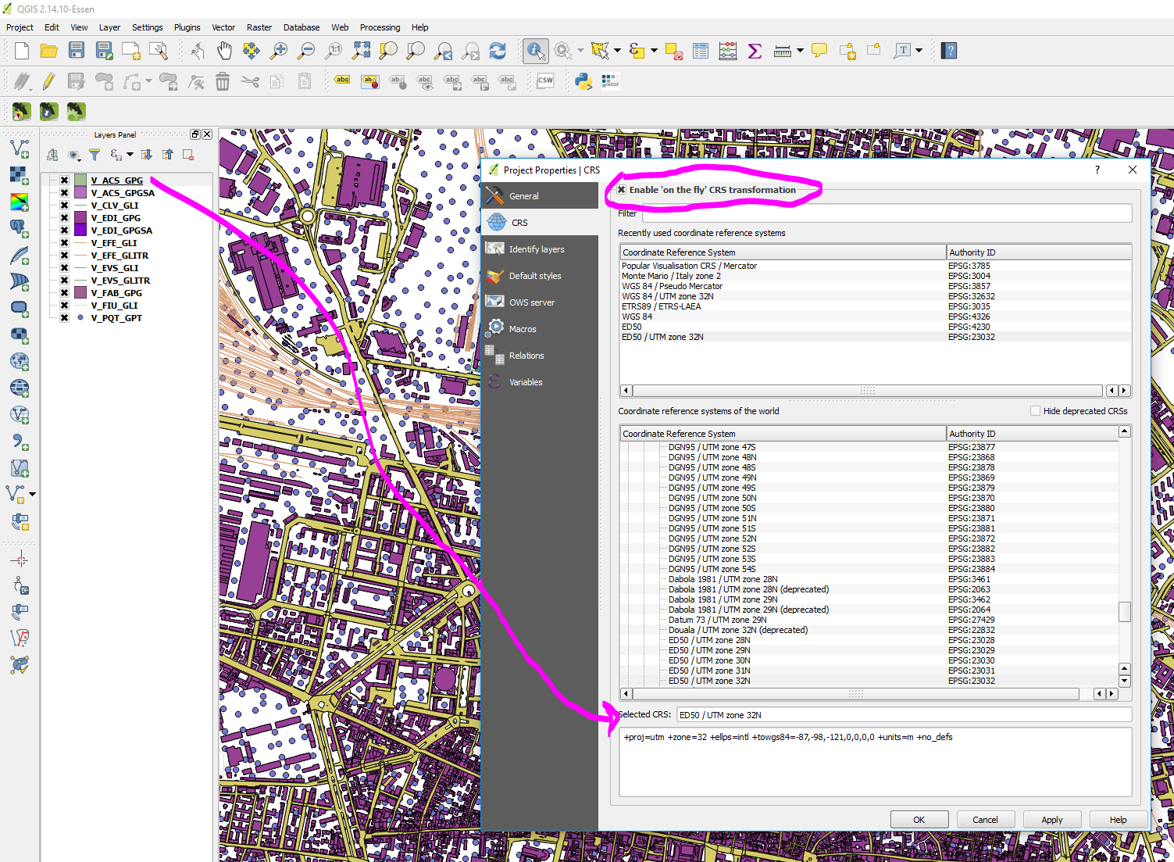 QGIS 2.14.10-Essen
Project Edit View Layer Settings Plugins Vector Raster Database Web Processing Help
1:1
abc abc abc abc abc abc abc CSW
Layers Panel
V_ACS_GPG
V_ACS_GPGSA
V_CLV_GLI
V_EDI_GPG
V_EDI_GPGSA
V_EFE_GLI
V_EFE_GLITR
V_EVS_GLI
V_EVS_GLITR
V_FAB_GPG
V_FIU_GLI
V_PQT_GPT
Project Properties | CRS
General
CRS
Identify layers
Default styles
OWS server
Macros
Relations
Variables
Enable 'on the fly' CRS transformation
Filter
Recently used coordinate reference systems
Coordinate Reference System Authority ID
Popular Visualisation CRS / Mercator EPSG:3785
Monte Mario / Italy zone 2 EPSG:3004
WGS 84 / Pseudo Mercator EPSG:3857
WGS 84 / UTM zone 32N EPSG:32632
ETRS89 / ETRS-LAEA EPSG:3035
WGS 84 EPSG:4326
ED50 EPSG:4230
ED50 / UTM zone 32N EPSG:23032
Coordinate reference systems of the world Hide deprecated CRSs
Coordinate Reference System Authority ID
DGN95 / UTM zone 47S EPSG:23877
DGN95 / UTM zone 48N EPSG:23868
DGN95 / UTM zone 48S EPSG:23878
DGN95 / UTM zone 49N EPSG:23869
DGN95 / UTM zone 49S EPSG:23879
DGN95 / UTM zone 50N EPSG:23870
DGN95 / UTM zone 50S EPSG:23880
DGN95 / UTM zone 51N EPSG:23871
DGN95 / UTM zone 51S EPSG:23881
DGN95 / UTM zone 52N EPSG:23872
DGN95 / UTM zone 52S EPSG:23882
DGN95 / UTM zone 53S EPSG:23883
DGN95 / UTM zone 54S EPSG:23884
Dabola 1981 / UTM zone 28N EPSG:3461
Dabola 1981 / UTM zone 28N (deprecated) EPSG:2063
Dabola 1981 / UTM zone 29N EPSG:3462
Dabola 1981 / UTM zone 29N (deprecated) EPSG:2064
Datum 73 / UTM zone 29N EPSG:27429
Douala / UTM zone 32N (deprecated) EPSG:22832
ED50 / UTM zone 28N EPSG:23028
ED50 / UTM zone 29N EPSG:23029
ED50 / UTM zone 30N EPSG:23030
ED50 / UTM zone 31N EPSG:23031
ED50 / UTM zone 32N EPSG:23032
Selected CRS: ED50 / UTM zone 32N
+proj=utm +zone=32 +ellps=intl +towgs84=-87,-98,-121,0,0,0,0 +units=m +no_defs
OK Cancel Apply Help